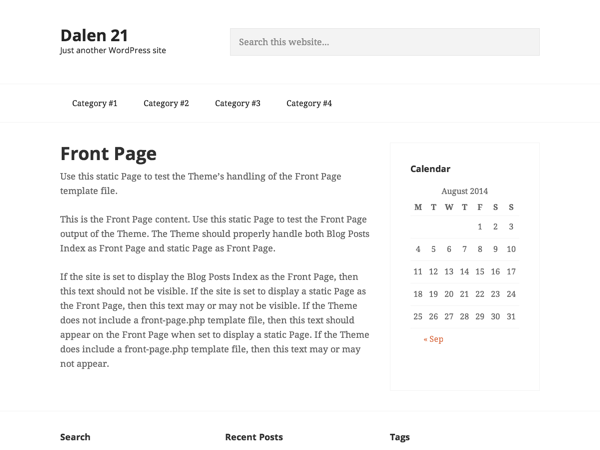 Dalen 21
Just another WordPress site
Search this website...
Category #1 Category #2 Category #3 Category #4
Front Page
Use this static Page to test the Theme's handling of the Front Page
template file.
This is the Front Page content. Use this static Page to test the Front Page
output of the Theme. The Theme should properly handle both Blog Posts
Index as Front Page and static Page as Front Page.
If the site is set to display the Blog Posts Index as the Front Page, then
this text should not be visible. If the site is set to display a static Page as
the Front Page, then this text may or may not be visible. If the Theme
does not include a front-page.php template file, then this text should
appear on the Front Page when set to display a static Page. If the Theme
does include a front-page.php template file, then this text may or may
not appear.
Calendar
August 2014
M T W T F S S
1 2 3
4 5 6 7 8 9 10
11 12 13 14 15 16 17
18 19 20 21 22 23 24
25 26 27 28 29 30 31
« Sep
Search Recent Posts Tags